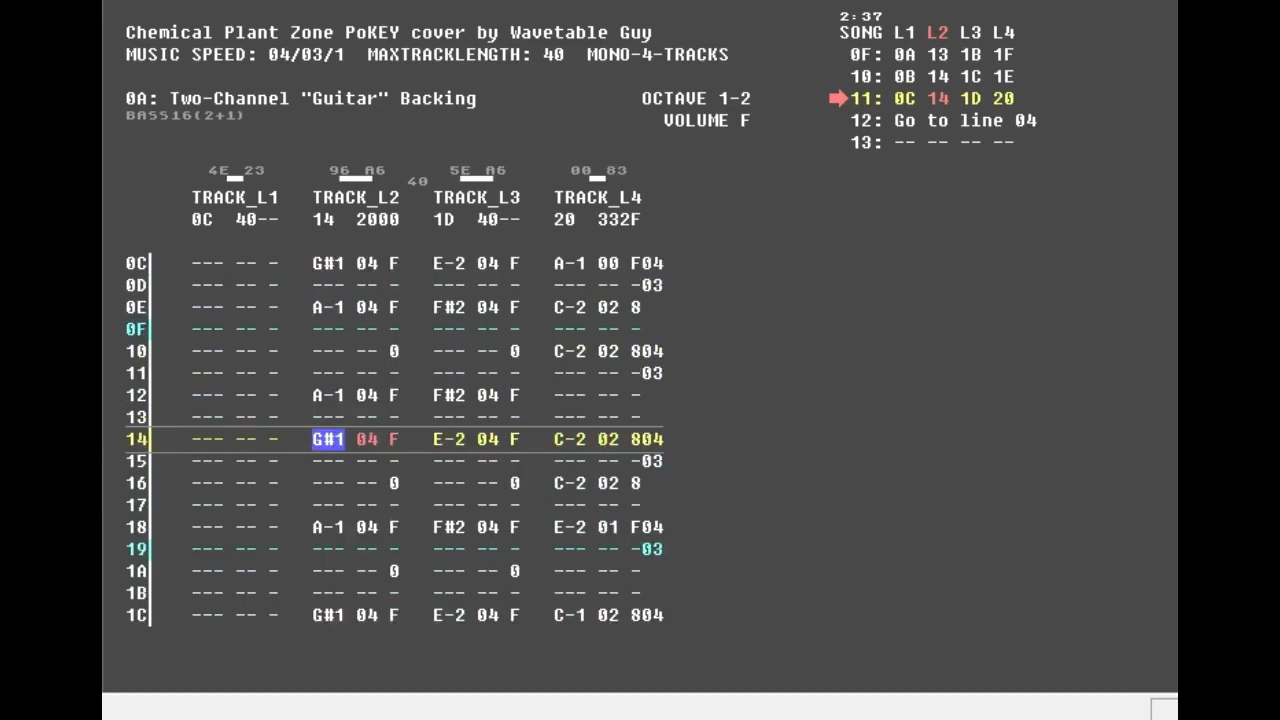 2:37
Chemical Plant Zone PoKEY cover by Wavetable Guy
SONG L1 L2 L3 L4
MUSIC SPEED: 04/03/1 MAXTRACKLENGTH: 40 MONO-4-TRACKS
0F: 0A 13 1B 1F
10: 0B 14 1C 1E
0A: Two-Channel "Guitar" Backing
OCTAVE 1-2
11: 0C 14 1D 20
BASS16(2+1)
VOLUME F
12: Go to line 04
13: -- -- -- --
4E 23 96 A6 5E A6 00 83
40
TRACK_L1 TRACK_L2 TRACK_L3 TRACK_L4
0C 40-- 14 2000 1D 40-- 20 332F
0C --- -- - G#1 04 F E-2 04 F A-1 00 F04
0D --- -- - --- -- - --- -- - --- -- -03
0E --- -- - A-1 04 F F#2 04 F C-2 02 8
0F --- -- - --- -- - --- -- - --- -- -
10 --- -- - --- -- 0 --- -- 0 C-2 02 804
11 --- -- - --- -- - --- -- - --- -- -03
12 --- -- - A-1 04 F F#2 04 F --- -- -
13 --- -- - --- -- - --- -- - --- -- -
14 --- -- - G#1 04 F E-2 04 F C-2 02 804
15 --- -- - --- -- - --- -- - --- -- -03
16 --- -- - --- -- 0 --- -- 0 C-2 02 8
17 --- -- - --- -- - --- -- - --- -- -
18 --- -- - A-1 04 F F#2 04 F E-2 01 F04
19 --- -- - --- -- - --- -- - --- -- -03
1A --- -- - --- -- 0 --- -- 0 --- -- -
1B --- -- - --- -- - --- -- - --- -- -
1C --- -- - G#1 04 F E-2 04 F C-1 02 804